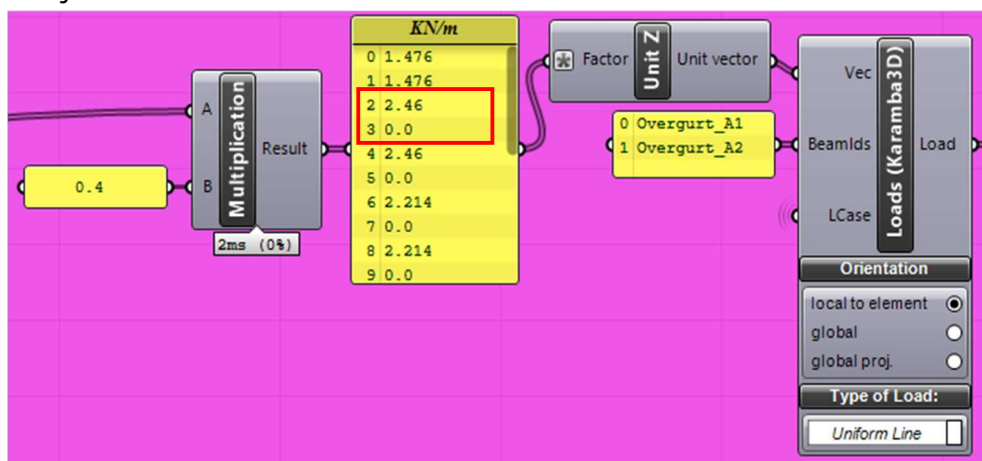 A
B
Multiplication
Result
2ms (0%)
0.4
KN/m
0 1.476
1 1.476
2 2.46
3 0.0
4 2.46
5 0.0
6 2.214
7 0.0
8 2.214
9 0.0
Factor
Unit Z
Unit vector
0 Overgurt_A1
1 Overgurt_A2
Vec
BeamIds
LCase
Loads (Karamba3D)
Load
Orientation
local to element
global
global proj.
Type of Load:
Uniform Line